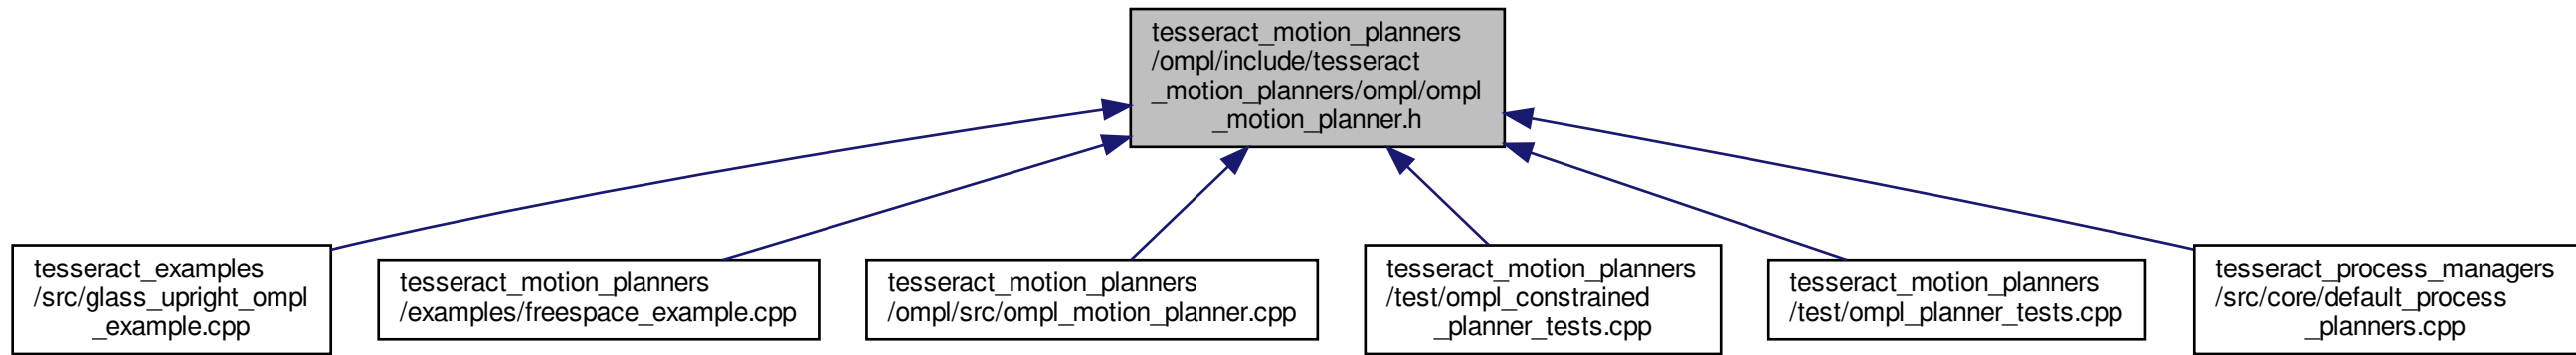 tesseract_motion_planners
/ompl/include/tesseract
_motion_planners/ompl/ompl
_motion_planner.h
tesseract_examples
/src/glass_upright_ompl
_example.cpp
tesseract_motion_planners
/examples/freespace_example.cpp
tesseract_motion_planners
/ompl/src/ompl_motion_planner.cpp
tesseract_motion_planners
/test/ompl_constrained
_planner_tests.cpp
tesseract_motion_planners
/test/ompl_planner_tests.cpp
tesseract_process_managers
/src/core/default_process
_planners.cpp